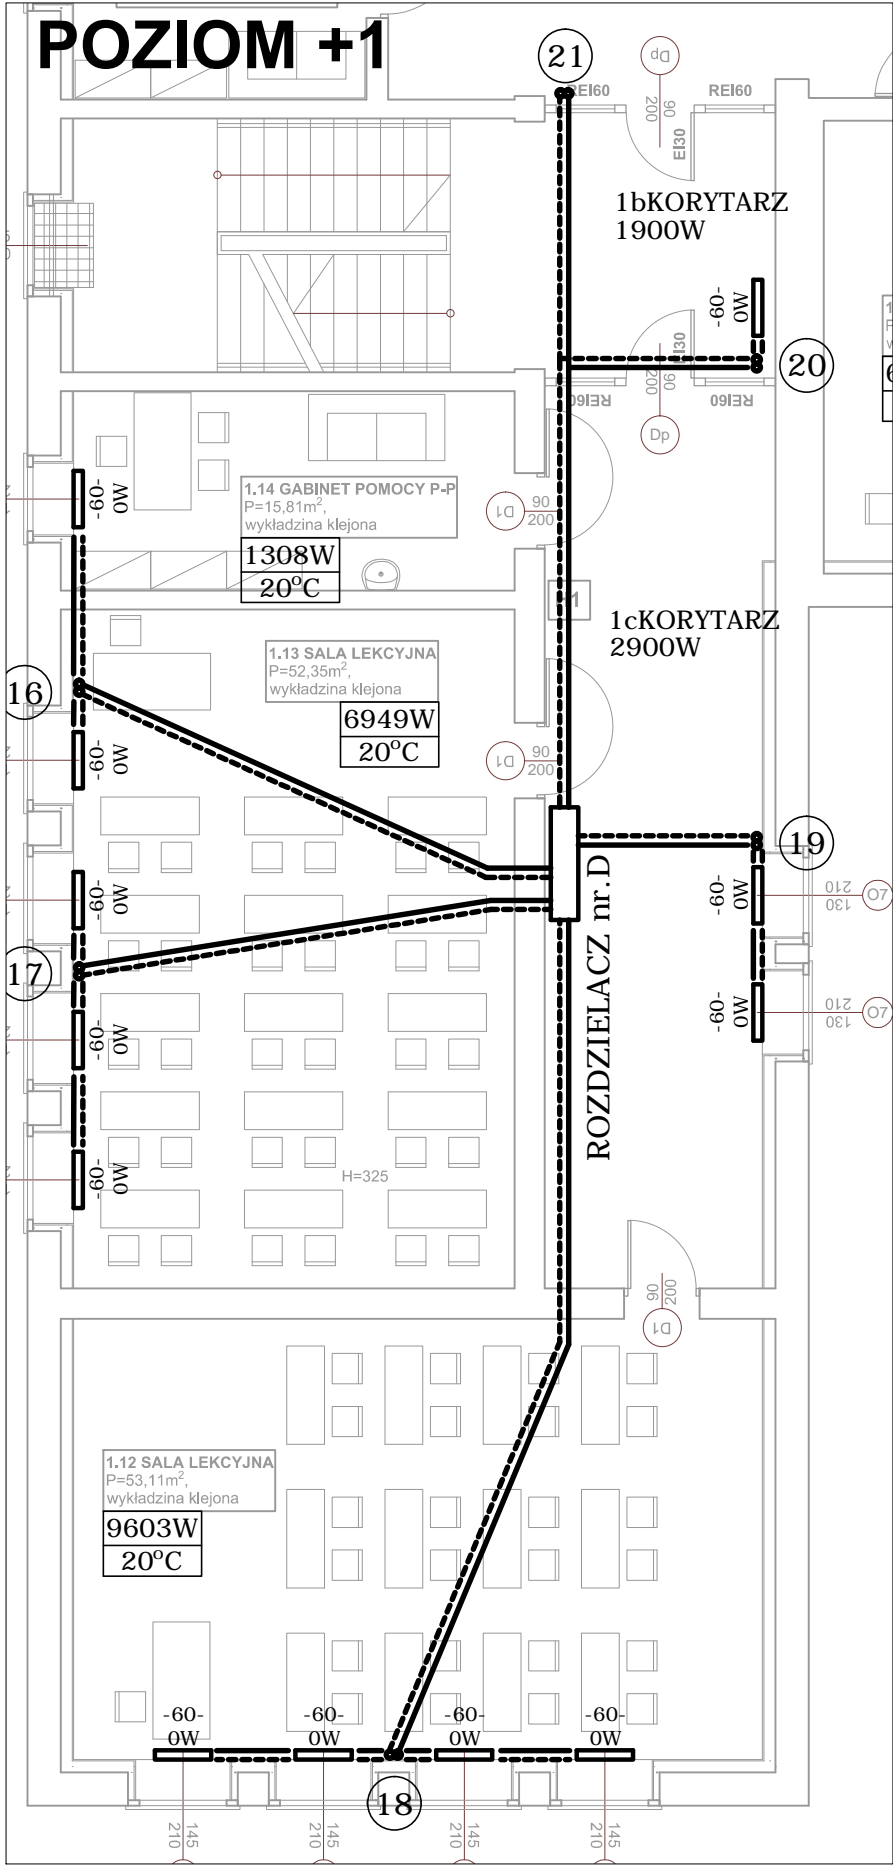 POZIOM +1
21
Dp
REI60
REI60
90
200
EI30
1bKORYTARZ
1900W
-60-
0W
20
EI30
90
200
REI60
REI60
Dp
-60-
0W
1.14 GABINET POMOCY P-P
P=15,81m²,
wykładzina klejona
1308W
20°C
D1
90
200
1cKORYTARZ
2900W
1.13 SALA LEKCYJNA
P=52,35m²,
wykładzina klejona
6949W
20°C
16
-60-
0W
D1
90
200
19
-60-
0W
O7
210
130
-60-
0W
17
ROZDZIELACZ nr.D
-60-
0W
O7
210
130
-60-
0W
-60-
0W
H=325
90
200
D1
1.12 SALA LEKCYJNA
P=53,11m²,
wykładzina klejona
9603W
20°C
-60-
0W
-60-
0W
-60-
0W
-60-
0W
18
145
210
145
210
145
210
145
210